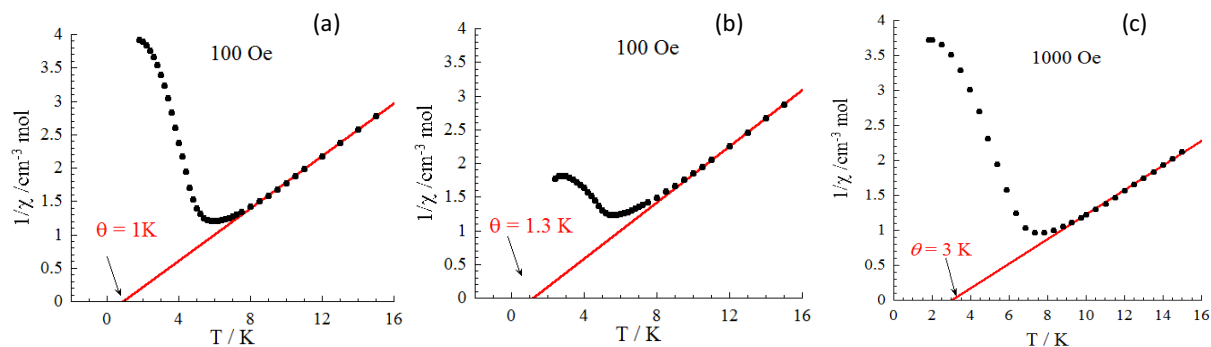 (a)
100 Oe
4
3.5
3
2.5
2
1.5
1
0.5
0
1/χ /cm⁻³ mol
θ = 1K
0 4 8 12 16
T / K
(b)
100 Oe
4
3.5
3
2.5
2
1.5
1
0.5
0
1/χ /cm⁻³ mol
θ = 1.3 K
0 4 8 12 16
T / K
(c)
1000 Oe
4
3.5
3
2.5
2
1.5
1
0.5
0
1/χ /cm⁻³ mol
θ = 3 K
0 2 4 6 8 10 12 14 16
T / K